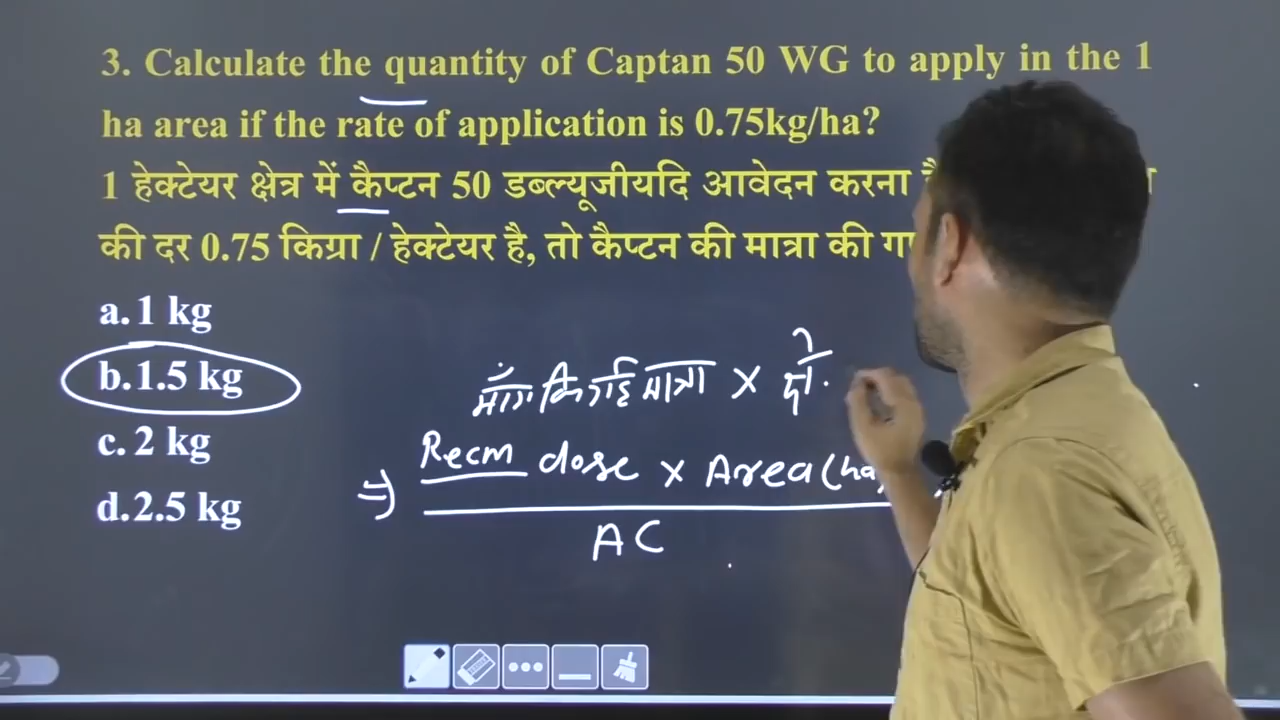 3. Calculate the quantity of Captan 50 WG to apply in the 1
ha area if the rate of application is 0.75kg/ha?
1 हेक्टेयर क्षेत्र में कैप्टन 50 डब्ल्यूजीयदि आवेदन करना
की दर 0.75 किग्रा / हेक्टेयर है, तो कैप्टन की मात्रा की
a. 1 kg
b. 1.5 kg
c. 2 kg
d. 2.5 kg
मात्रा X
Recm dose x Area (ha
AC